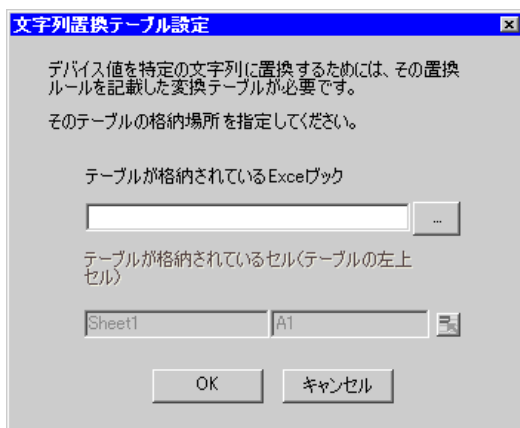 文字列置換テーブル設定
デバイス値を特定の文字列に置換するためには、その置換
ルールを記載した変換テーブルが必要です。
そのテーブルの格納場所を指定してください。
テーブルが格納されているExcelブック
...
テーブルが格納されているセル(テーブルの左上
セル)
Sheet1
A1
OK
キャンセル